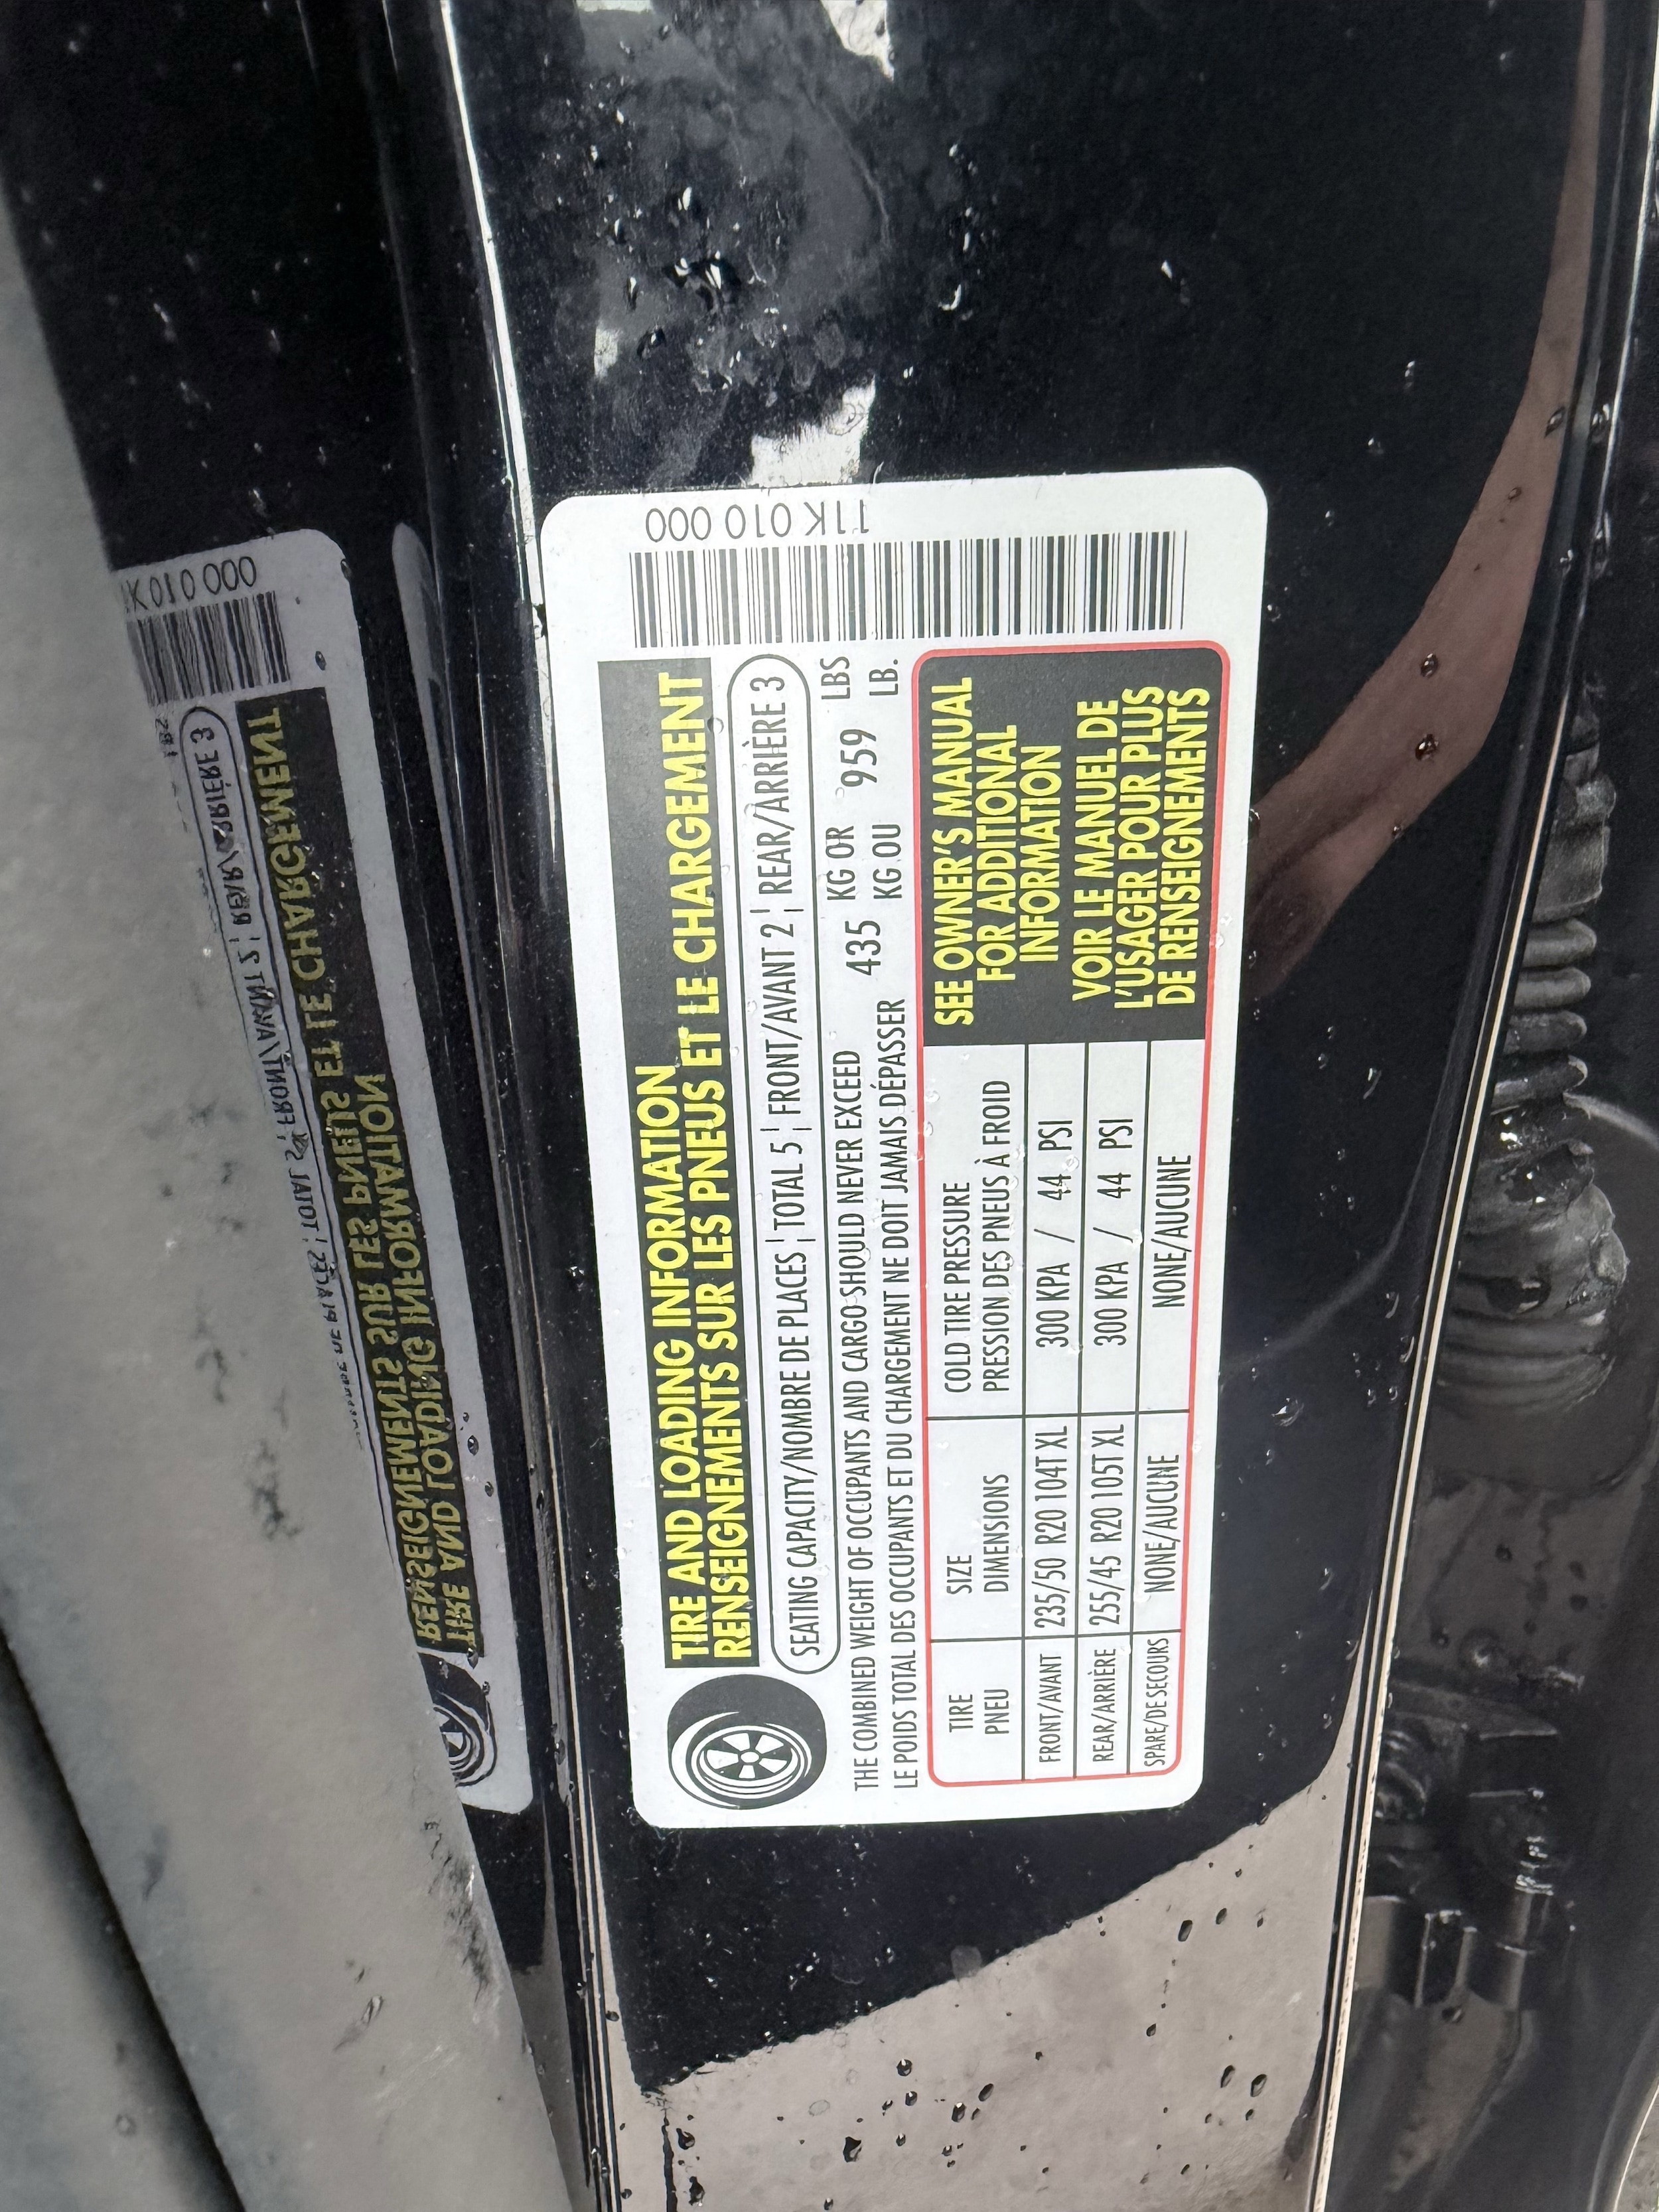 TIRE AND LOADING INFORMATION
RENSEIGNEMENTS SUR LES PNEUS ET LE CHARGEMENT
SEATING CAPACITY/NOMBRE DE PLACES ¦ TOTAL 5 ¦ FRONT/AVANT 2 ¦ REAR/ARRIÈRE 3
THE COMBINED WEIGHT OF OCCUPANTS AND CARGO SHOULD NEVER EXCEED 435 KG OR 959 LBS
LE POIDS TOTAL DES OCCUPANTS ET DU CHARGEMENT NE DOIT JAMAIS DÉPASSER KG OU LB.
TIRE SIZE COLD TIRE PRESSURE
PNEU DIMENSIONS PRESSION DES PNEUS À FROID
FRONT/AVANT 235/50 R20 104T XL 300 KPA / 44 PSI
REAR/ARRIÈRE 255/45 R20 105T XL 300 KPA / 44 PSI
SPARE/DE SECOURS NONE/AUCUNE NONE/AUCUNE
SEE OWNER'S MANUAL
FOR ADDITIONAL
INFORMATION
VOIR LE MANUEL DE
L'USAGER POUR PLUS
DE RENSEIGNEMENTS
11K 010 000